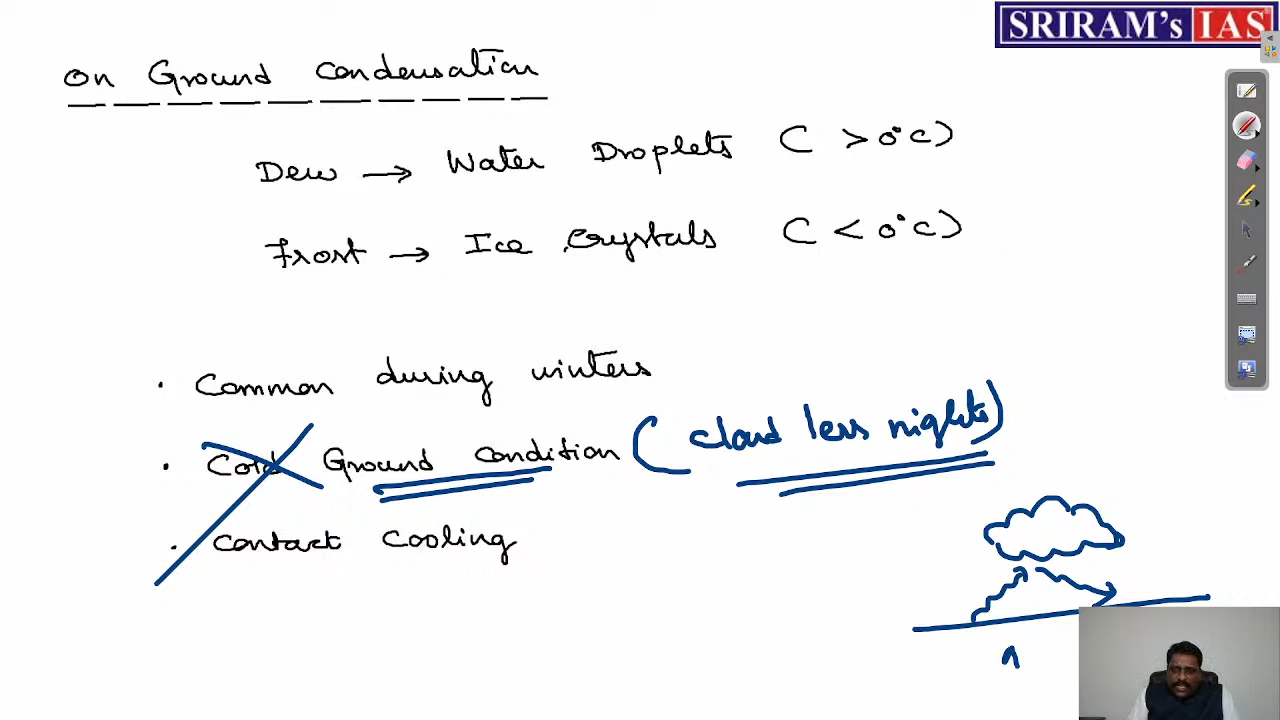 SRIRAM's IAS
On Ground Condensation
Dew → Water Droplets ( > 0°C)
Frost → Ice Crystals ( < 0°C)
• Common during winters
• Cold Ground Condition (cloud less nights)
• Contact Cooling